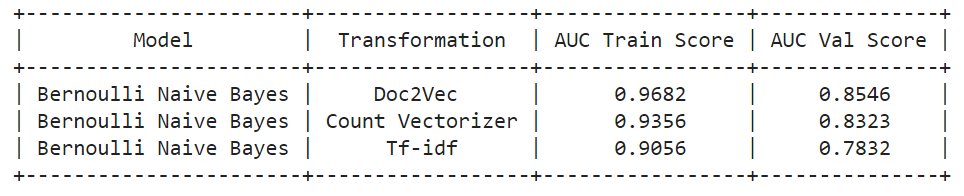 +-----------------------+------------------+-----------------+---------------+
|         Model         |  Transformation  | AUC Train Score | AUC Val Score |
+-----------------------+------------------+-----------------+---------------+
| Bernoulli Naive Bayes |     Doc2Vec      |      0.9682     |     0.8546    |
| Bernoulli Naive Bayes | Count Vectorizer |      0.9356     |     0.8323    |
| Bernoulli Naive Bayes |      Tf-idf      |      0.9056     |     0.7832    |
+-----------------------+------------------+-----------------+---------------+